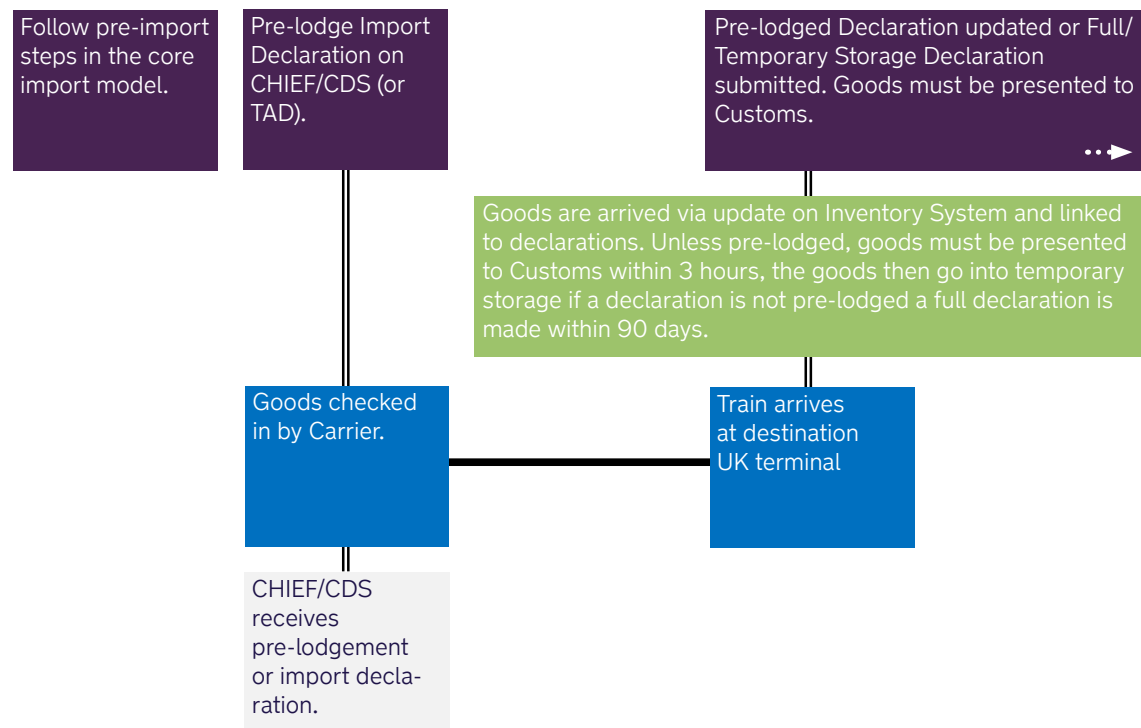 Follow pre-import
steps in the core
import model.
Pre-lodge Import
Declaration on
CHIEF/CDS (or
TAD).
Pre-lodged Declaration updated or Full/
Temporary Storage Declaration
submitted. Goods must be presented to
Customs.
Goods are arrived via update on Inventory System and linked
to declarations. Unless pre-lodged, goods must be presented
to Customs within 3 hours, the goods then go into temporary
storage if a declaration is not pre-lodged a full declaration is
made within 90 days.
Goods checked
in by Carrier.
Train arrives
at destination
UK terminal
CHIEF/CDS
receives
pre-lodgement
or import decla-
ration.